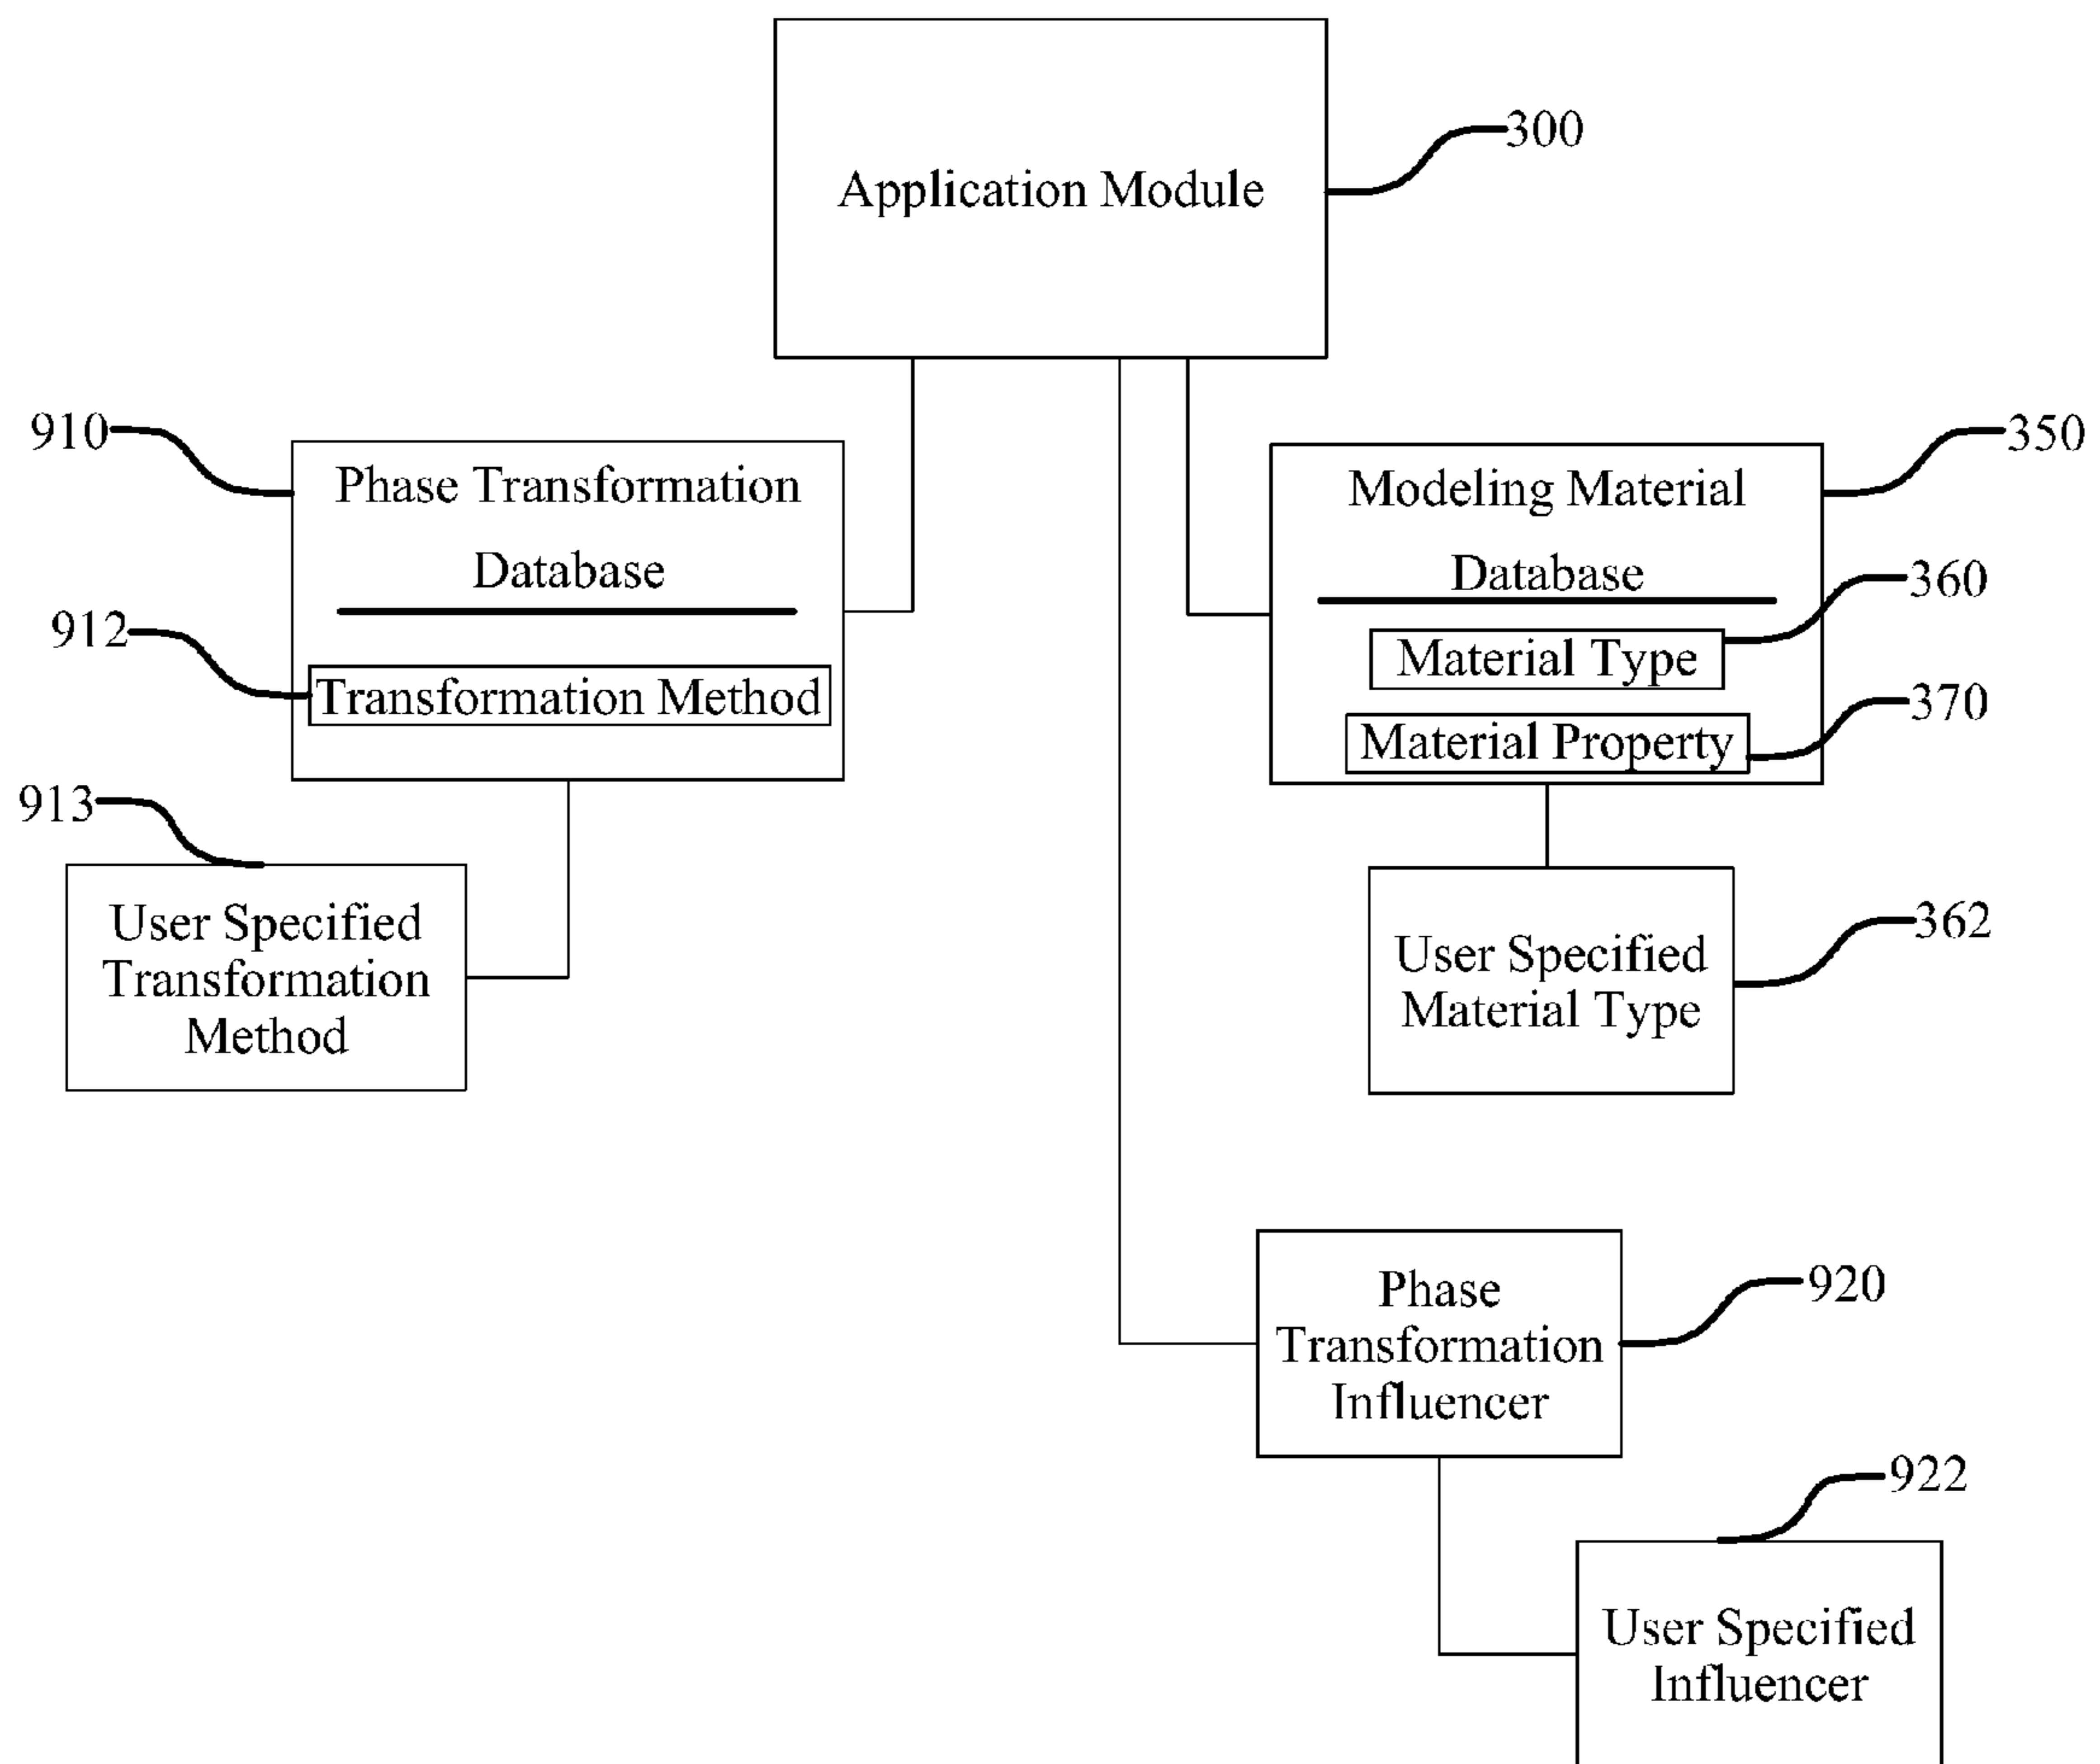 Application Module
300
910
Phase Transformation
Database
912
Transformation Method
350
Modeling Material
Database
360
Material Type
370
Material Property
913
User Specified
Transformation
Method
362
User Specified
Material Type
920
Phase
Transformation
Influencer
922
User Specified
Influencer